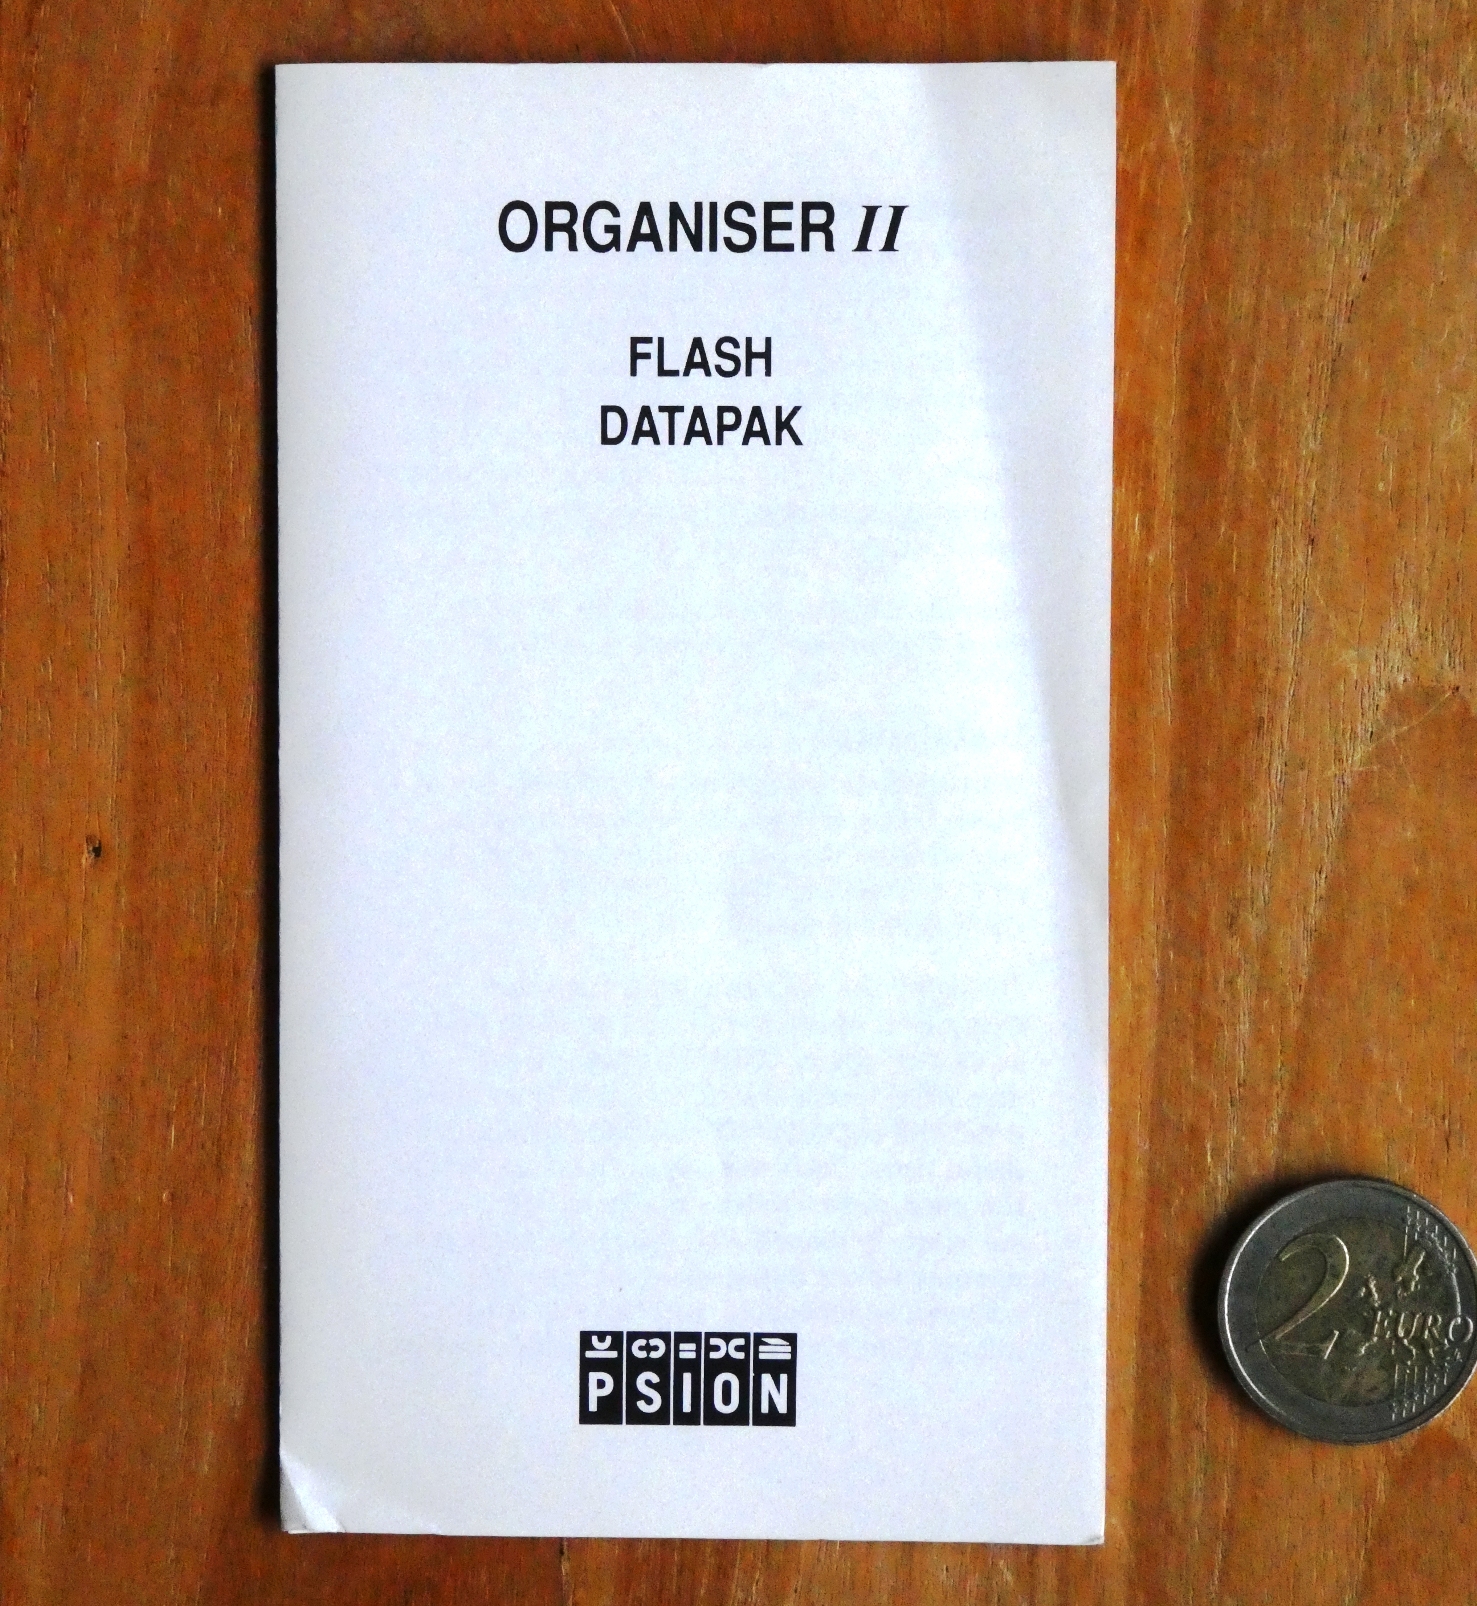 ORGANISER II
FLASH
DATAPAK
PSION
2 EURO